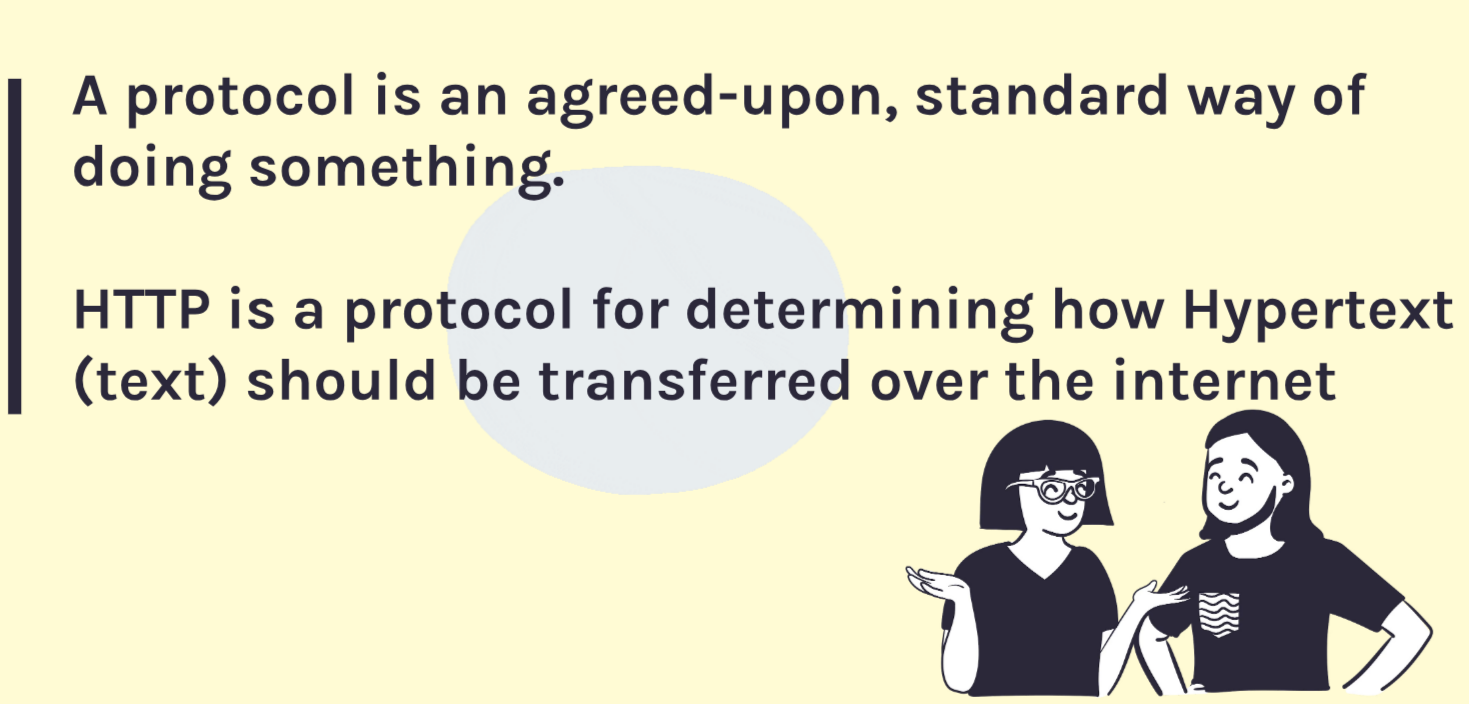 A protocol is an agreed-upon, standard way of
doing something.
HTTP is a protocol for determining how Hypertext
(text) should be transferred over the internet